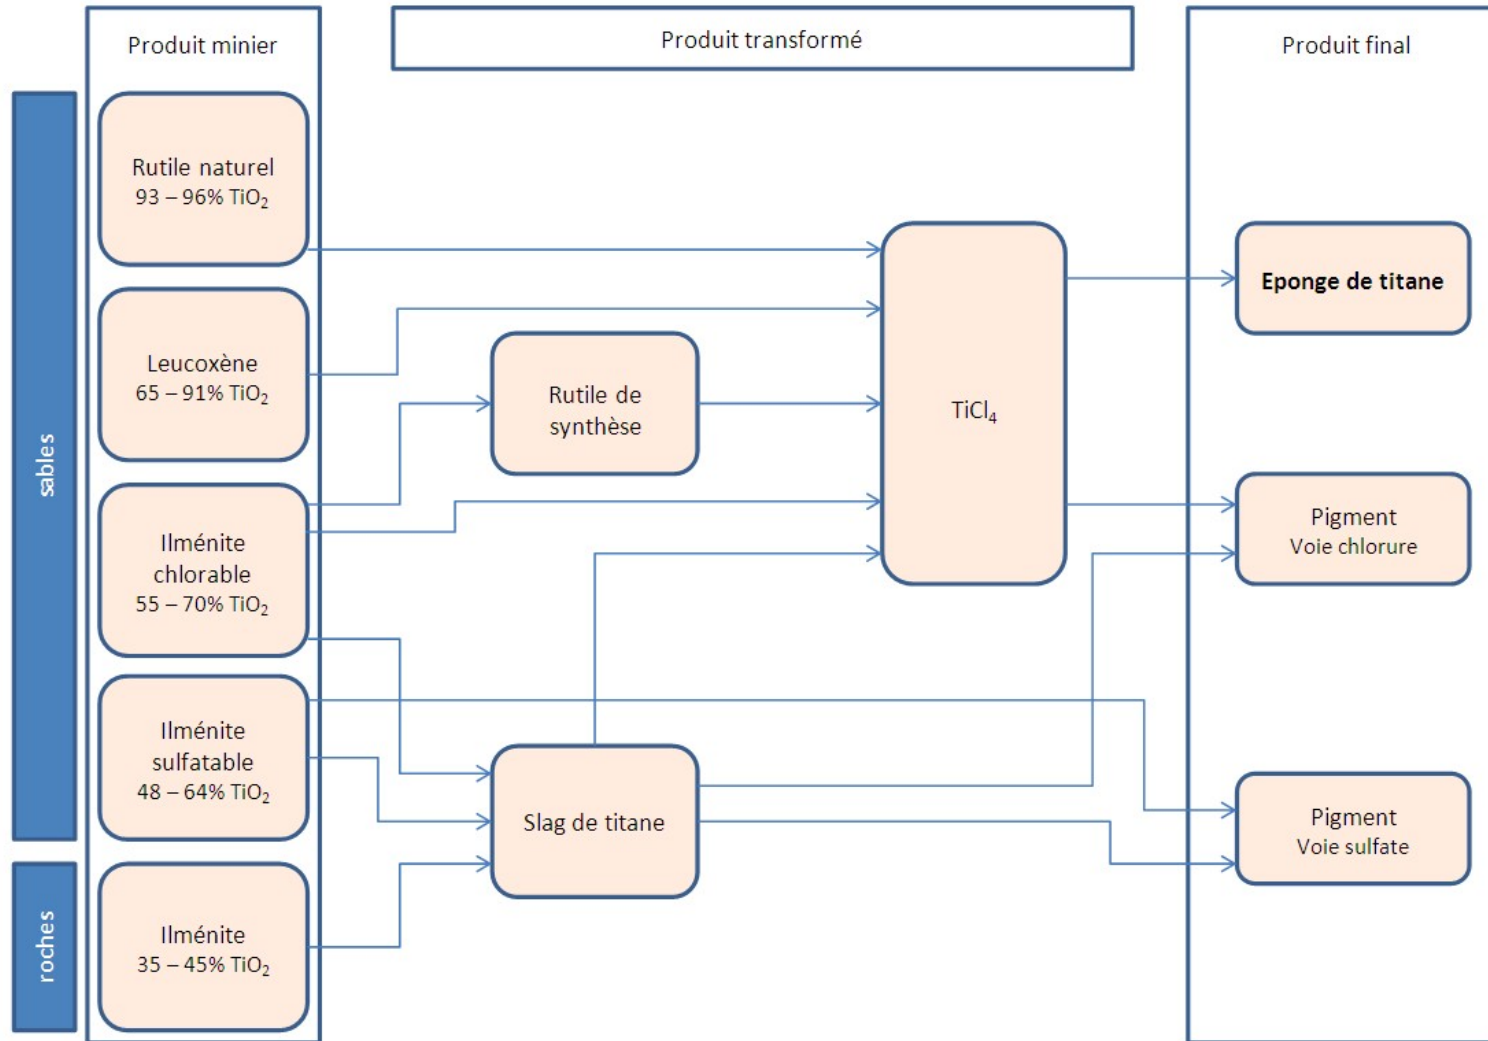 Produit minier
Produit transformé
Produit final
sables
Rutile naturel
93 – 96% TiO₂
Leucoxène
65 – 91% TiO₂
Ilménite
chlorable
55 – 70% TiO₂
Ilménite
sulfatable
48 – 64% TiO₂
roches
Ilménite
35 – 45% TiO₂
Rutile de
synthèse
Slag de titane
TiCl₄
Eponge de titane
Pigment
Voie chlorure
Pigment
Voie sulfate